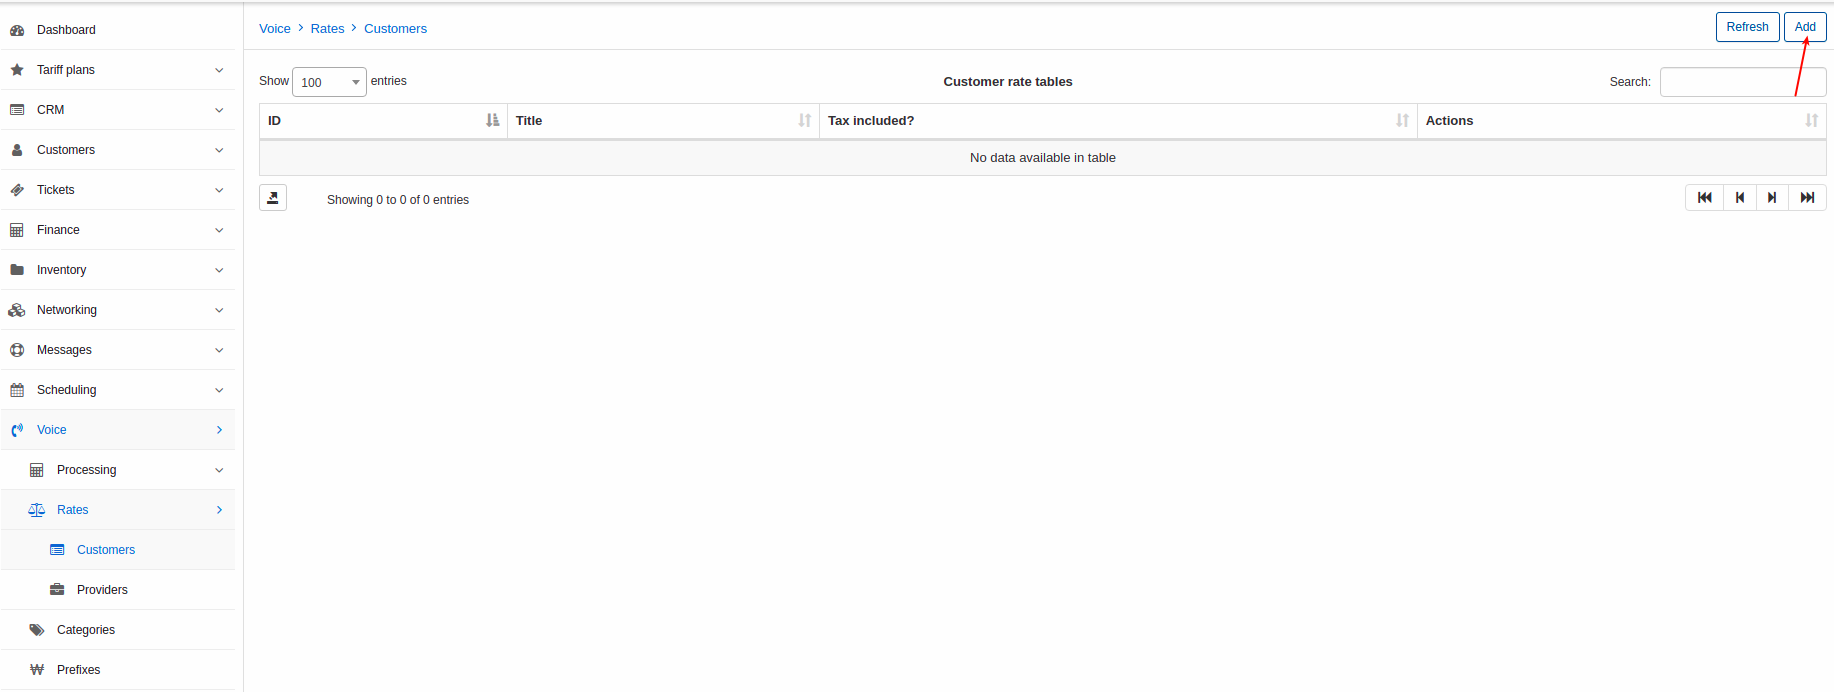 Dashboard
Tariff plans
CRM
Customers
Tickets
Finance
Inventory
Networking
Messages
Scheduling
Voice
Processing
Rates
Customers
Providers
Categories
Prefixes
Voice > Rates > Customers
Refresh
Add
Show 100 entries
Customer rate tables
Search:
ID
Title
Tax included?
Actions
No data available in table
Showing 0 to 0 of 0 entries